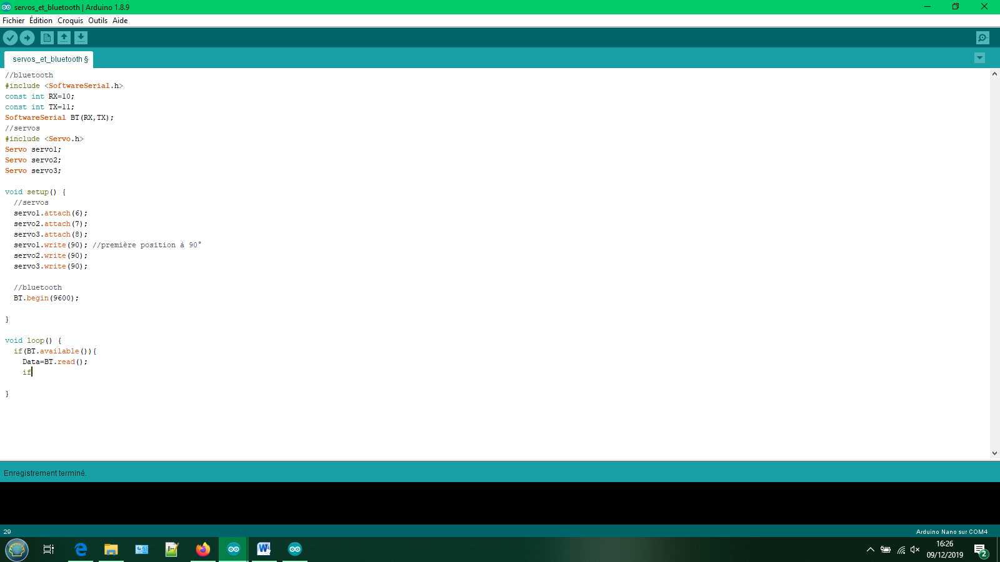 servos_et_bluetooth | Arduino 1.8.9
Fichier Édition Croquis Outils Aide
servos_et_bluetooth §
//bluetooth
#include <SoftwareSerial.h>
const int RX=10;
const int TX=11;
SoftwareSerial BT(RX,TX);
//servos
#include <Servo.h>
Servo servo1;
Servo servo2;
Servo servo3;
void setup() {
//servos
servo1.attach(6);
servo2.attach(7);
servo3.attach(8);
servo1.write(90); //première position à 90°
servo2.write(90);
servo3.write(90);
//bluetooth
BT.begin(9600);
}
void loop() {
if(BT.available()){
Data=BT.read();
if
}
Enregistrement terminé.
29
Arduino Nano sur COM4
16:26
09/12/2019
2